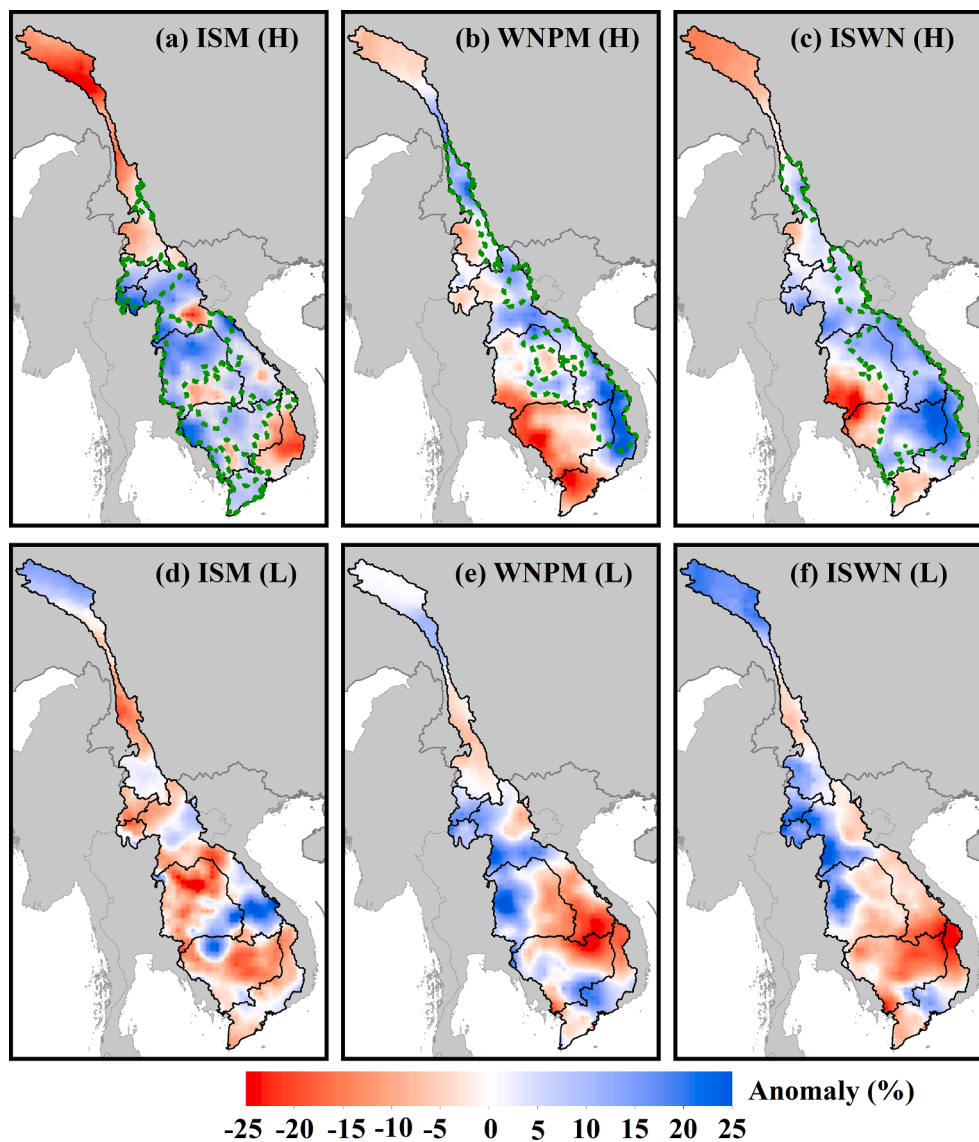 (a) ISM (H)
(b) WNPM (H)
(c) ISWN (H)
(d) ISM (L)
(e) WNPM (L)
(f) ISWN (L)
Anomaly (%)
-25 -20 -15 -10 -5 0 5 10 15 20 25